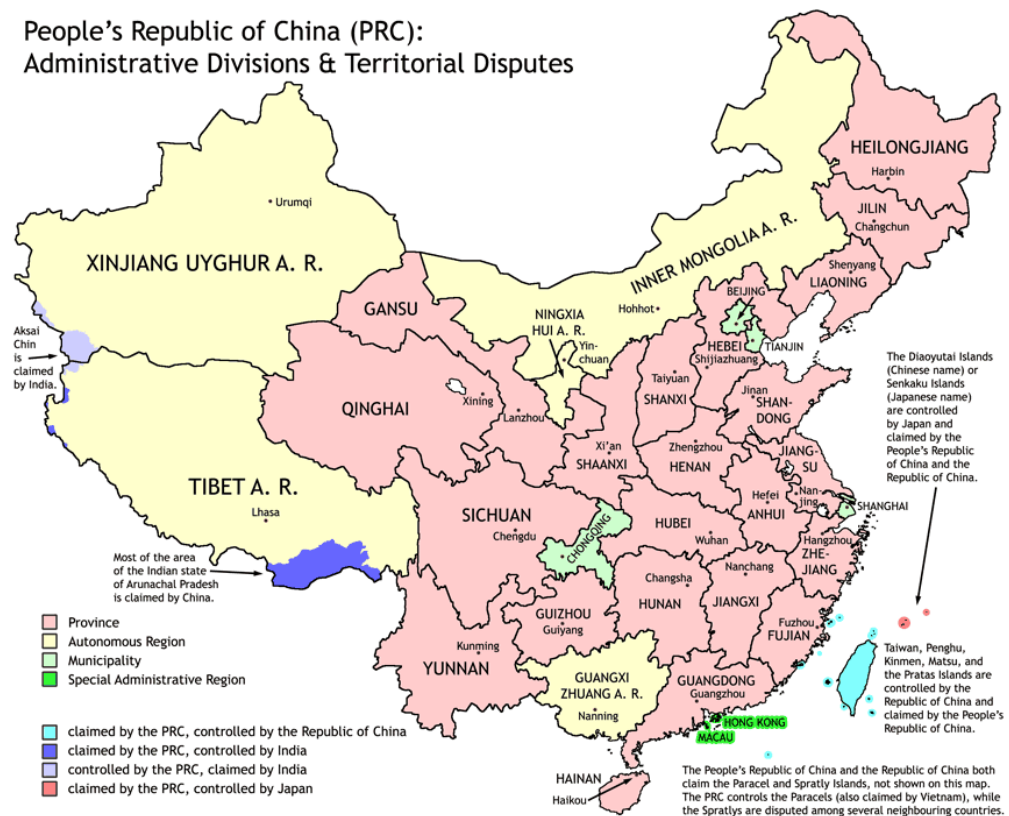 People's Republic of China (PRC):
Administrative Divisions & Territorial Disputes
HEILONGJIANG
Harbin
JILIN
Changchun
Urumqi
XINJIANG UYGHUR A. R.
INNER MONGOLIA A. R.
Shenyang
LIAONING
BEIJING
GANSU
Hohhot
NINGXIA
HUI A. R.
Yin-
chuan
HEBEI
Shijiazhuang
TIANJIN
Aksai
Chin
is
claimed
by India.
The Diaoyutai Islands
(Chinese name) or
Senkaku Islands
(Japanese name)
are controlled
by Japan and
claimed by the
People's Republic
of China and the
Republic of China.
Taiyuan
SHANXI
Jinan
SHAN-
DONG
QINGHAI
Xining
Lanzhou
Xi'an
SHAANXI
Zhengzhou
HENAN
JIANG-
SU
TIBET A. R.
Lhasa
SICHUAN
Chengdu
CHONGQING
HUBEI
Wuhan
Hefei
ANHUI
Nan-
jing
SHANGHAI
Hangzhou
ZHE-
JIANG
Most of the area
of the Indian state
of Arunachal Pradesh
is claimed by China.
Changsha
HUNAN
Nanchang
JIANGXI
GUIZHOU
Guiyang
Fuzhou
FUJIAN
Kunming
YUNNAN
GUANGXI
ZHUANG A. R.
Nanning
GUANGDONG
Guangzhou
HONG KONG
MACAU
HAINAN
Haikou
Taiwan, Penghu,
Kinmen, Matsu, and
the Pratas Islands are
controlled by the
Republic of China and
claimed by the People's
Republic of China.
Province
Autonomous Region
Municipality
Special Administrative Region
claimed by the PRC, controlled by the Republic of China
claimed by the PRC, controlled by India
controlled by the PRC, claimed by India
claimed by the PRC, controlled by Japan
The People's Republic of China and the Republic of China both
claim the Paracel and Spratly Islands, not shown on this map.
The PRC controls the Paracels (also claimed by Vietnam), while
the Spratlys are disputed among several neighbouring countries.